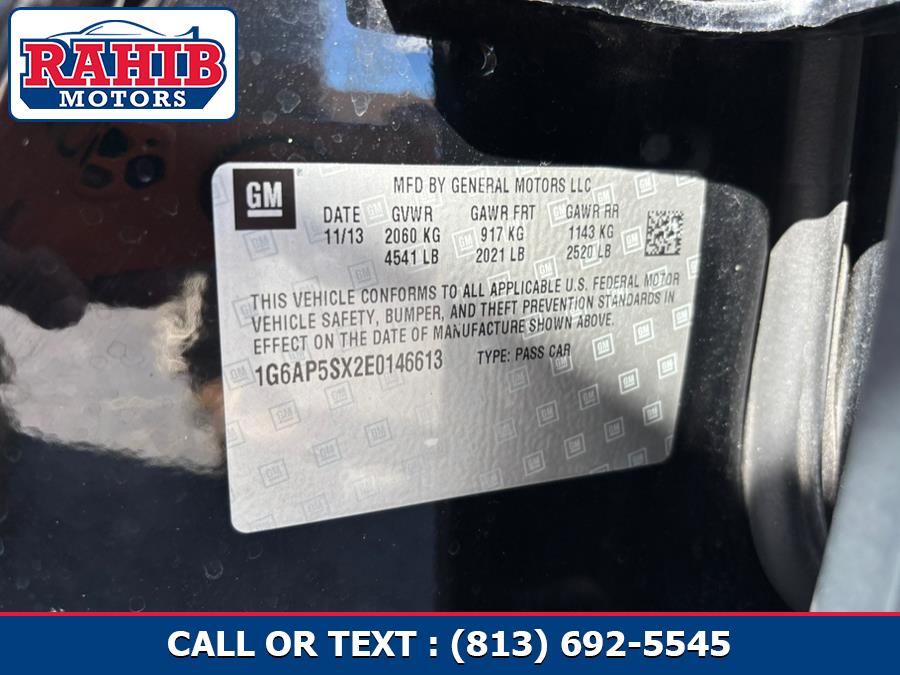 RAHIB
MOTORS
GM
MFD BY GENERAL MOTORS LLC
DATE GVWR GAWR FRT GAWR RR
11/13 2060 KG 917 KG 1143 KG
4541 LB 2021 LB 2520 LB
THIS VEHICLE CONFORMS TO ALL APPLICABLE U.S. FEDERAL MOTOR
VEHICLE SAFETY, BUMPER, AND THEFT PREVENTION STANDARDS IN
EFFECT ON THE DATE OF MANUFACTURE SHOWN ABOVE.
1G6AP5SX2E0146613 TYPE: PASS CAR
CALL OR TEXT : (813) 692-5545